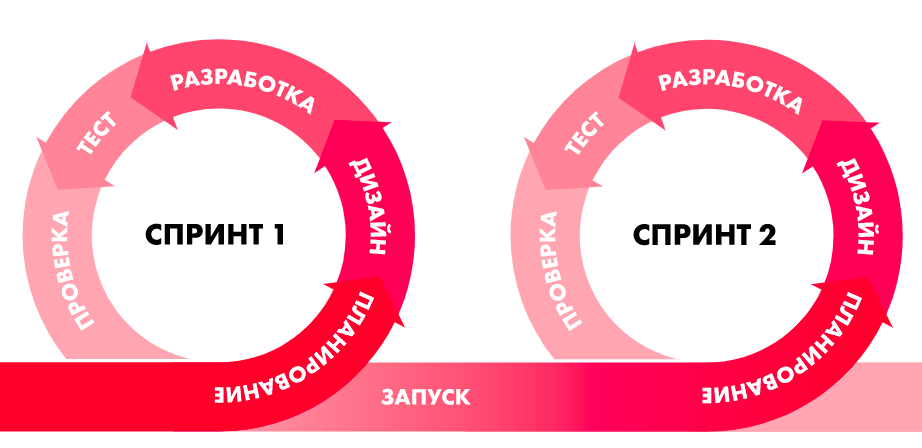 РАЗРАБОТКА
ТЕСТ
ДИЗАЙН
СПРИНТ 1
ПРОВЕРКА
ПЛАНИРОВАНИЕ
ЗАПУСК
РАЗРАБОТКА
ТЕСТ
ДИЗАЙН
СПРИНТ 2
ПРОВЕРКА
ПЛАНИРОВАНИЕ